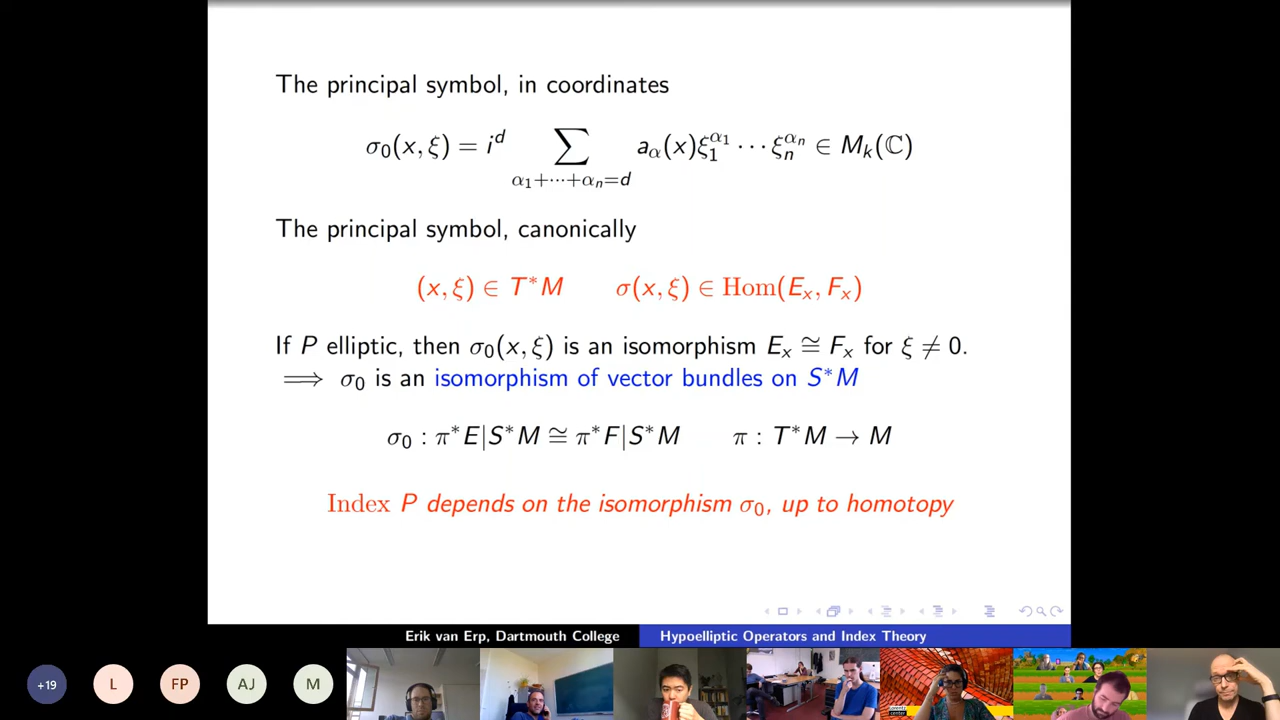 The principal symbol, in coordinates
σ₀(x, ξ) = i^d ∑_{α₁+⋯+αₙ=d} a_α(x)ξ₁^{α₁} ⋯ ξₙ^{αₙ} ∈ M_k(ℂ)
The principal symbol, canonically
(x, ξ) ∈ T*M σ(x, ξ) ∈ Hom(E_x, F_x)
If P elliptic, then σ₀(x, ξ) is an isomorphism E_x ≅ F_x for ξ ≠ 0.
⟹ σ₀ is an isomorphism of vector bundles on S*M
σ₀ : π*E|S*M ≅ π*F|S*M π : T*M → M
Index P depends on the isomorphism σ₀, up to homotopy
Erik van Erp, Dartmouth College Hypoelliptic Operators and Index Theory
+19 L FP AJ M